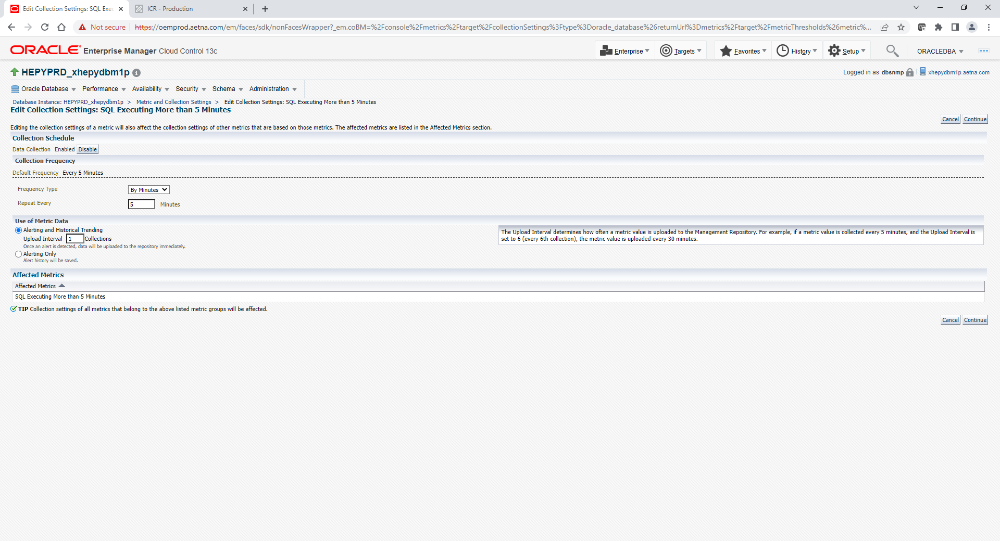 Edit Collection Settings: SQL Exec
ICR - Production
Not secure
https://oemprod.aetna.com/em/faces/sdk/nonFacesWrapper?_em.coBM=%2Fconsole%2Fmetrics%2Ftarget%2FcollectionSettings%3Ftype%3Doracle_database%26returnUrl%3Dmetrics%2Ftarget%2FmetricThresholds%26metric%...
ORACLE Enterprise Manager Cloud Control 13c
Enterprise
Targets
Favorites
History
Setup
ORACLEDBA
HEPYPRD_xhepydbm1p
Logged in as dbsnmp
xhepydbm1p.aetna.com
Oracle Database
Performance
Availability
Security
Schema
Administration
Database Instance: HEPYPRD_xhepydbm1p > Metric and Collection Settings > Edit Collection Settings: SQL Executing More than 5 Minutes
Edit Collection Settings: SQL Executing More than 5 Minutes
Cancel
Continue
Editing the collection settings of a metric will also affect the collection settings of other metrics that are based on those metrics. The affected metrics are listed in the Affected Metrics section.
Collection Schedule
Data Collection Enabled Disable
Collection Frequency
Default Frequency Every 5 Minutes
Frequency Type By Minutes
Repeat Every 5 Minutes
Use of Metric Data
Alerting and Historical Trending
Upload Interval 1 Collections
Once an alert is detected, data will be uploaded to the repository immediately.
Alerting Only
Alert history will be saved.
The Upload Interval determines how often a metric value is uploaded to the Management Repository. For example, if a metric value is collected every 5 minutes, and the Upload Interval is
set to 6 (every 6th collection), the metric value is uploaded every 30 minutes.
Affected Metrics
Affected Metrics
SQL Executing More than 5 Minutes
TIP Collection settings of all metrics that belong to the above listed metric groups will be affected.
Cancel
Continue